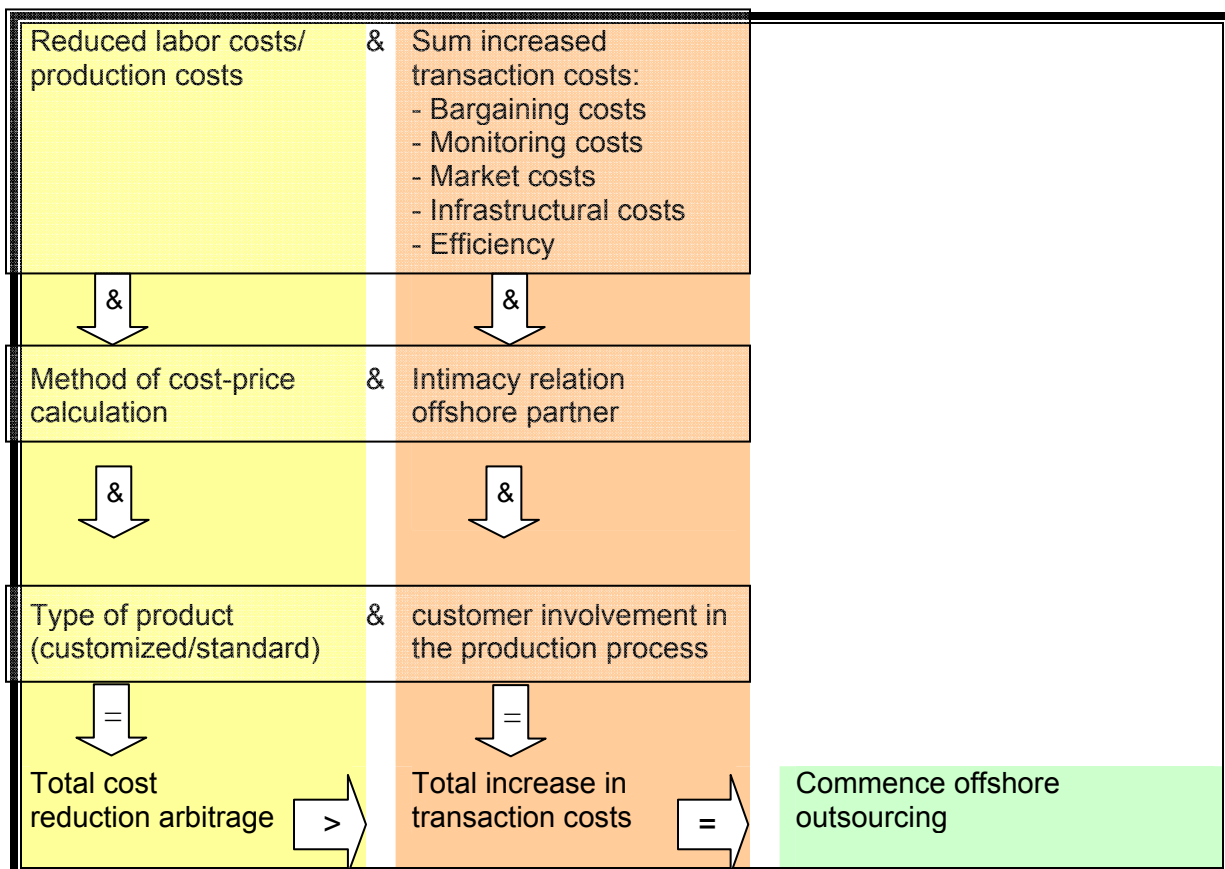 Reduced labor costs/ & Sum increased
production costs transaction costs:
- Bargaining costs
- Monitoring costs
- Market costs
- Infrastructural costs
- Efficiency
& &
Method of cost-price & Intimacy relation
calculation offshore partner
& &
Type of product & customer involvement in
(customized/standard) the production process
= =
Total cost Total increase in Commence offshore
reduction arbitrage > transaction costs = outsourcing